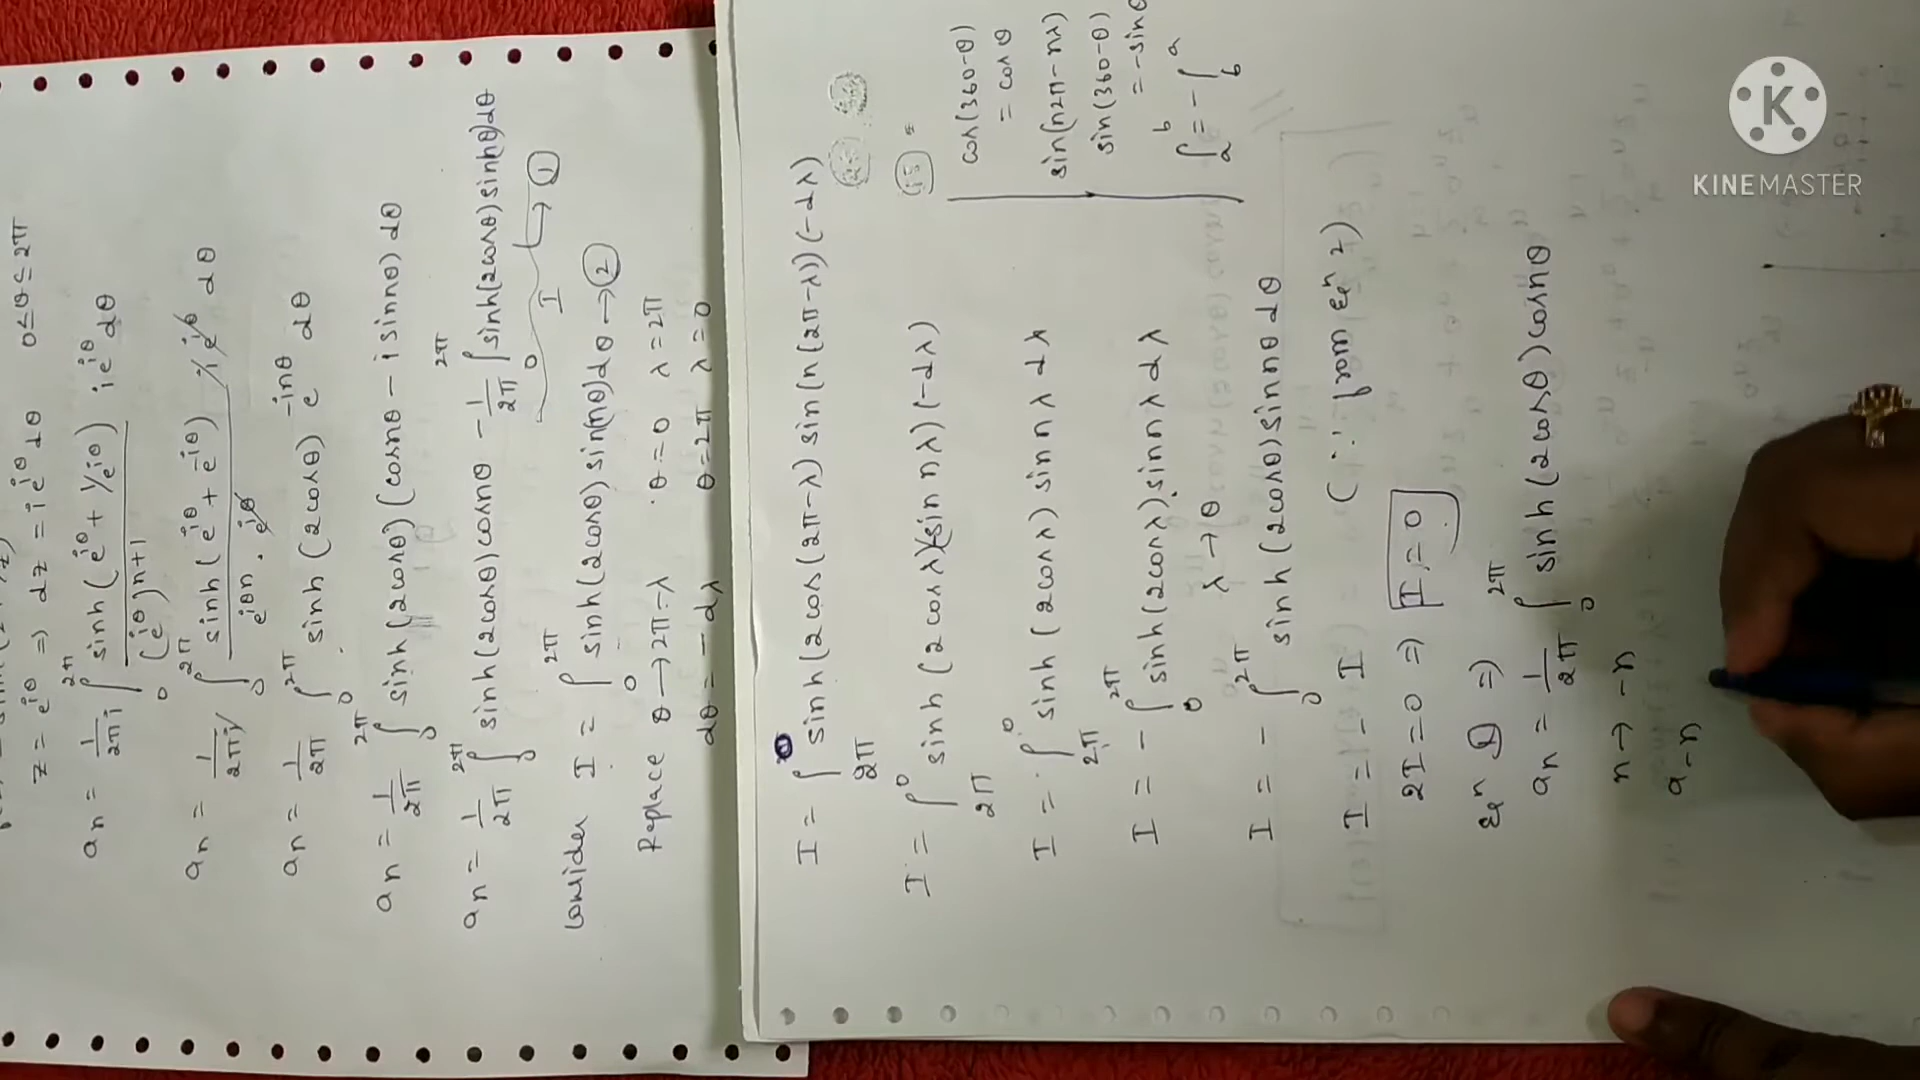 z = e^{iθ} ⇒ dz = ie^{iθ} dθ 0≤θ≤2π
a_n = 1/2πi ∫_0^{2π} sinh(e^{iθ} + 1/e^{iθ}) / (e^{iθ})^{n+1} ie^{iθ} dθ
a_n = 1/2πi ∫_0^{2π} sinh(e^{iθ} + e^{-iθ}) / e^{iθn} · e^{iθ} i e^{iθ} dθ
a_n = 1/2π ∫_0^{2π} sinh(2cosθ) e^{-inθ} dθ
a_n = 1/2π ∫_0^{2π} sinh(2cosθ)(cosnθ - i sinnθ) dθ
a_n = 1/2π ∫_0^{2π} sinh(2cosθ) cosnθ - 1/2π ∫_0^{2π} sinh(2cosθ) sin(nθ)dθ
I → ①
consider I = ∫_0^{2π} sinh(2cosθ) sin(nθ)dθ → ②
Replace θ → 2π-λ θ=0 λ=2π
dθ = -dλ θ=2π λ=0
I = ∫_{2π}^0 sinh(2cos(2π-λ) sin(n(2π-λ))(-dλ)
I = ∫_{2π}^0 sinh(2cosλ)(-sin nλ)(-dλ)
I = ∫_{2π}^0 sinh(2cosλ) sin nλ dλ
I = - ∫_0^{2π} sinh(2cosλ) sinnλ dλ
λ → θ
I = - ∫_0^{2π} sinh(2cosθ) sinnθ dθ
I = - I (∵ from Eqⁿ 2)
2I = 0 ⇒ I = 0
Eqⁿ ① ⇒
a_n = 1/2π ∫_0^{2π} sinh(2cosθ) cosnθ
n → -n
a_{-n}
cos(360-θ)
= cosθ
sin(n2π-nλ)
sin(360-θ)
= -sinθ
∫_a^b = -∫_b^a
K
KINEMASTER